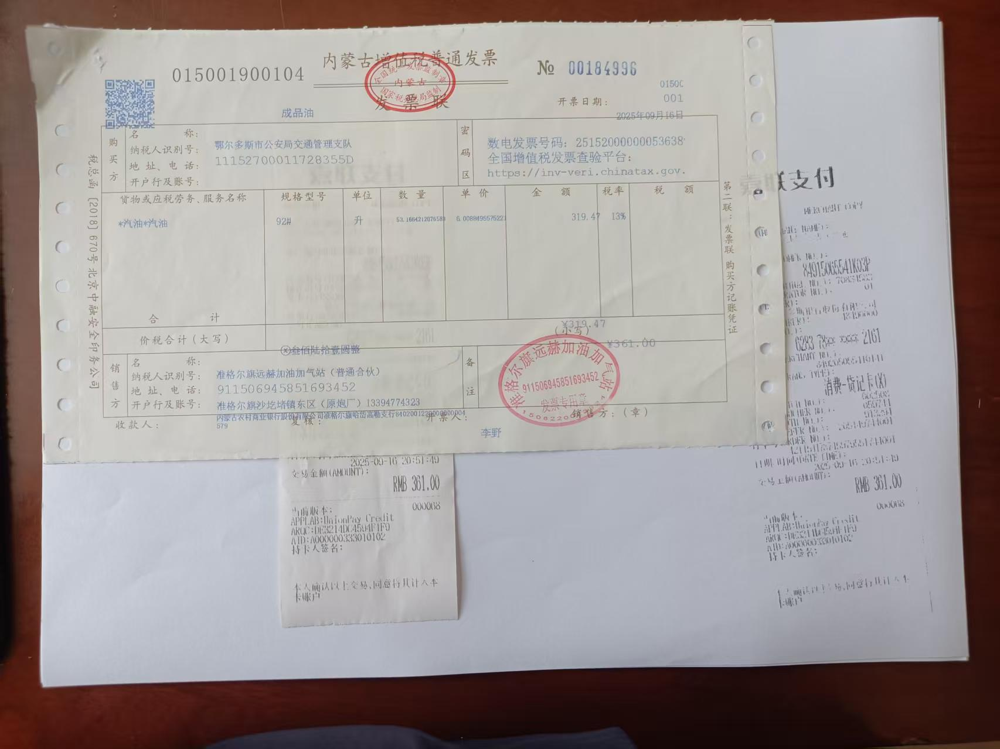 内蒙古增值税普通发票
015001900104
№ 00184996
全国统一发票监制章
内蒙古
国家税务总局监制
发票联
0150C
001
开票日期:
2025年09月16日
成品油
购买方
名称:
鄂尔多斯市公安局交通管理支队
纳税人识别号:
11152700011728355D
地址、电话:
开户行及账号:
密码区
数电发票号码: 25152000000053638
全国增值税发票查验平台:
https://inv-veri.chinatax.gov.
货物或应税劳务、服务名称 规格型号 单位 数量 单价 金额 税率 税额
*汽油*汽油 92# 升 53.1664212076583 6.0088495575221 319.47 13%
合计
¥319.47
价税合计(大写)
ⓧ叁佰陆拾壹圆整
(小写)
¥361.00
销售方
名称:
准格尔旗远赫加油加气站(普通合伙)
纳税人识别号:
911506945851693452
地址、电话:
准格尔旗沙圪堵镇东区(原炮厂)13394774323
开户行及账号:
内蒙古农村商业银行股份有限公司准格尔旗哈岱高勒支行8402001220000000004
579
备注
收款人:
复核:
开票人:
李野
销售方:(章)
准格尔旗远赫加油加气站
911506945851693452
发票专用章
税总函〔2018〕670号北京中融安全印务公司
第二联:发票联 购买方记账凭证
2025-09-16 20:51:49
交易金额(AMOUNT):
RMB 361.00
当前版本: 000068
APPLAB:UnionPay Credit
ARQC:DE3214DC4594F1F9
AID:A000000333010102
持卡人签名:
本人确认以上交易,同意将其计入本
卡账户
联支付
MERCHANT COPY
84915065541K03P
01
6283 78** **** 2161
消费-贷记卡(X)
2025-09-16 20:51:49
交易金额(AMOUNT):
RMB 361.00
000068
APPLAB:UnionPay Credit
ARQC:DE3214DC4594F1F9
AID:A000000333010102
持卡人签名:
本人确认以上交易,同意将其计入本
卡账户